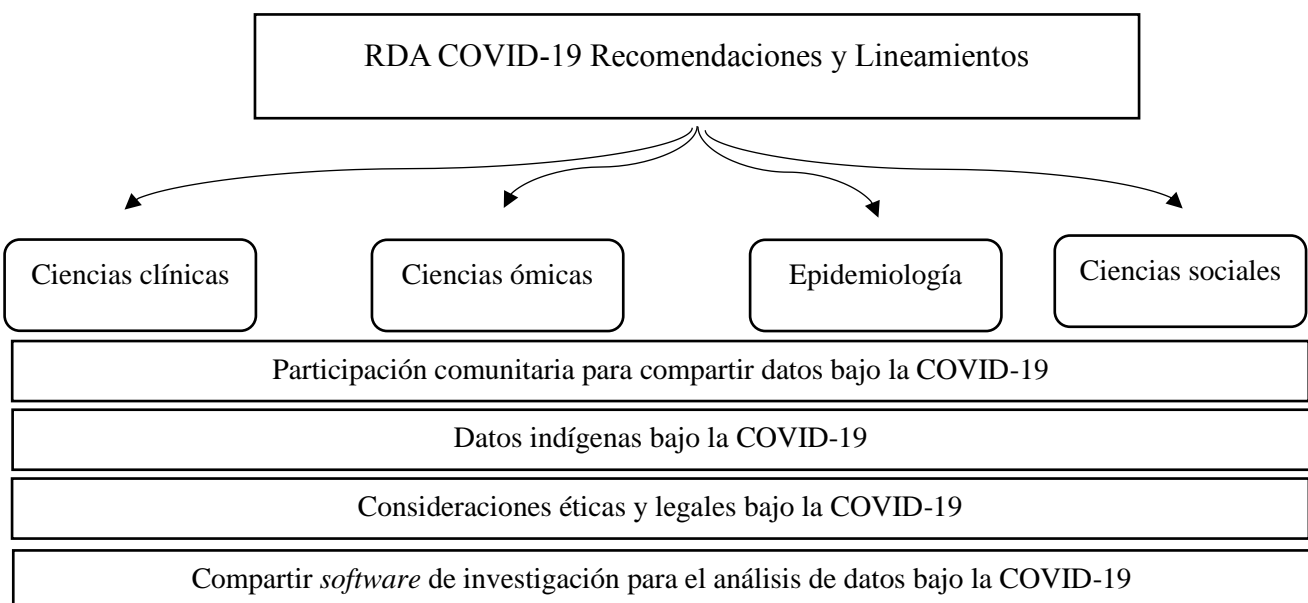 RDA COVID-19 Recomendaciones y Lineamientos
Ciencias clínicas
Ciencias ómicas
Epidemiología
Ciencias sociales
Participación comunitaria para compartir datos bajo la COVID-19
Datos indígenas bajo la COVID-19
Consideraciones éticas y legales bajo la COVID-19
Compartir software de investigación para el análisis de datos bajo la COVID-19